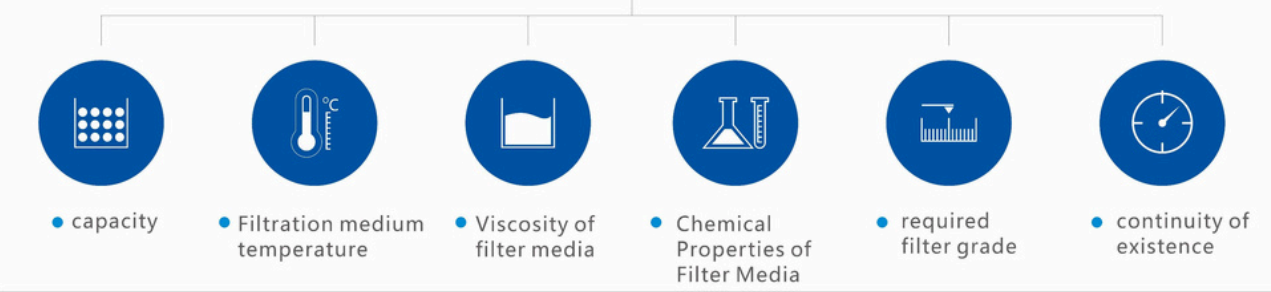 °C
capacity
Filtration medium
temperature
Viscosity of
filter media
Chemical
Properties of
Filter Media
required
filter grade
continuity of
existence